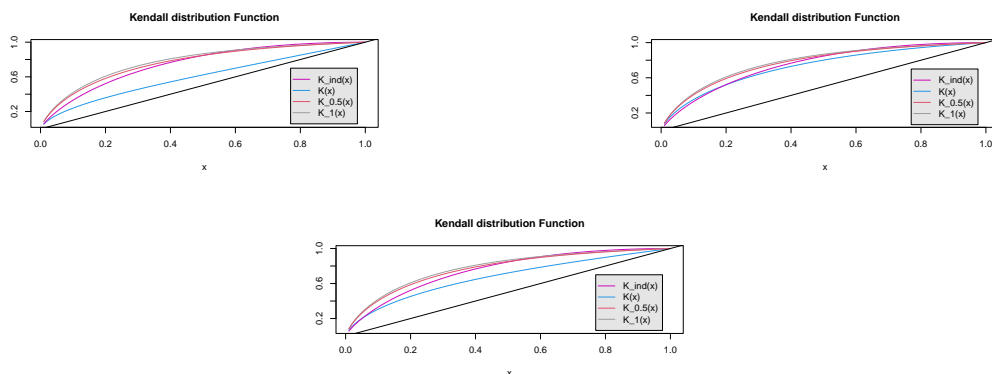 Kendall distribution Function
1.0
0.6
0.2
K_ind(x)
K(x)
K_0.5(x)
K_1(x)
0.0 0.2 0.4 0.6 0.8 1.0
x
Kendall distribution Function
1.0
0.6
0.2
K_ind(x)
K(x)
K_0.5(x)
K_1(x)
0.0 0.2 0.4 0.6 0.8 1.0
x
Kendall distribution Function
1.0
0.6
0.2
K_ind(x)
K(x)
K_0.5(x)
K_1(x)
0.0 0.2 0.4 0.6 0.8 1.0
x